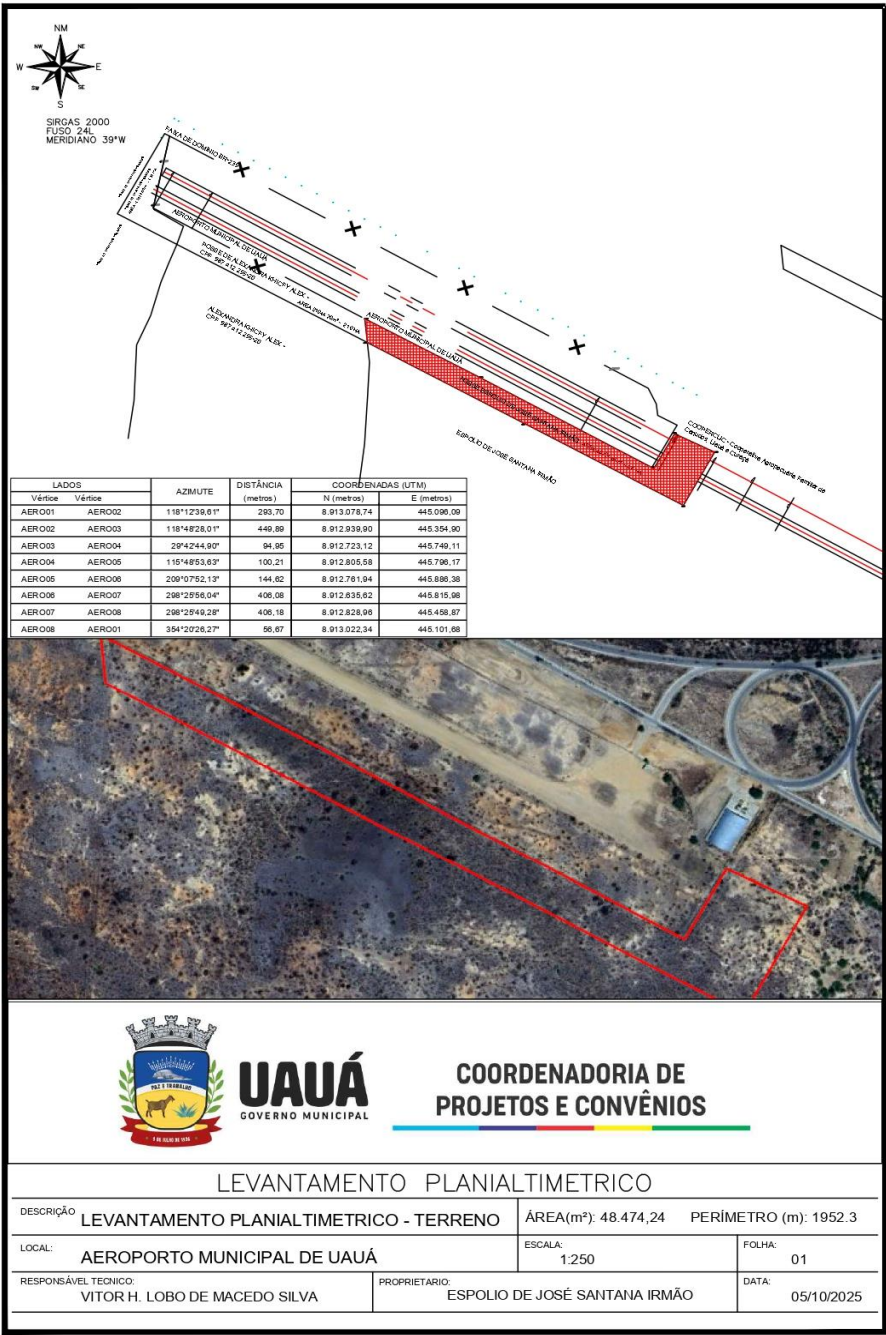 NM
NW
NE
W
E
SW
SE
S
SIRGAS 2000
FUSO 24L
MERIDIANO 39°W
AEROPORTO MUNICIPAL DE UAUÁ
AEROPORTO MUNICIPAL DE UAUÁ
ESPOLIO DE JOSÉ SANTANA IRMÃO
LADOS AZIMUTE DISTÂNCIA COORDENADAS (UTM)
Vértice Vértice (metros) N (metros) E (metros)
AERO01 AERO02 118°12'39,61" 293,70 8.913.078,74 445.096,09
AERO02 AERO03 118°48'28,01" 449,89 8.912.939,90 445.354,90
AERO03 AERO04 29°42'44,90" 94,95 8.912.723,12 445.749,11
AERO04 AERO05 115°48'53,63" 100,21 8.912.805,58 445.796,17
AERO05 AERO06 209°07'52,13" 144,62 8.912.761,94 445.886,38
AERO06 AERO07 298°25'56,04" 406,08 8.912.635,62 445.815,98
AERO07 AERO08 298°25'49,28" 406,18 8.912.828,96 445.458,87
AERO08 AERO01 354°20'26,27" 56,67 8.913.022,34 445.101,68
PAZ E TRABALHO
9 DE JULHO DE 1926
UAUÁ
GOVERNO MUNICIPAL
COORDENADORIA DE
PROJETOS E CONVÊNIOS
LEVANTAMENTO PLANIALTIMETRICO
DESCRIÇÃO LEVANTAMENTO PLANIALTIMETRICO - TERRENO
ÁREA(m²): 48.474,24 PERÍMETRO (m): 1952.3
LOCAL: AEROPORTO MUNICIPAL DE UAUÁ
ESCALA: 1:250
FOLHA: 01
RESPONSÁVEL TECNICO: VITOR H. LOBO DE MACEDO SILVA
PROPRIETARIO: ESPOLIO DE JOSÉ SANTANA IRMÃO
DATA: 05/10/2025